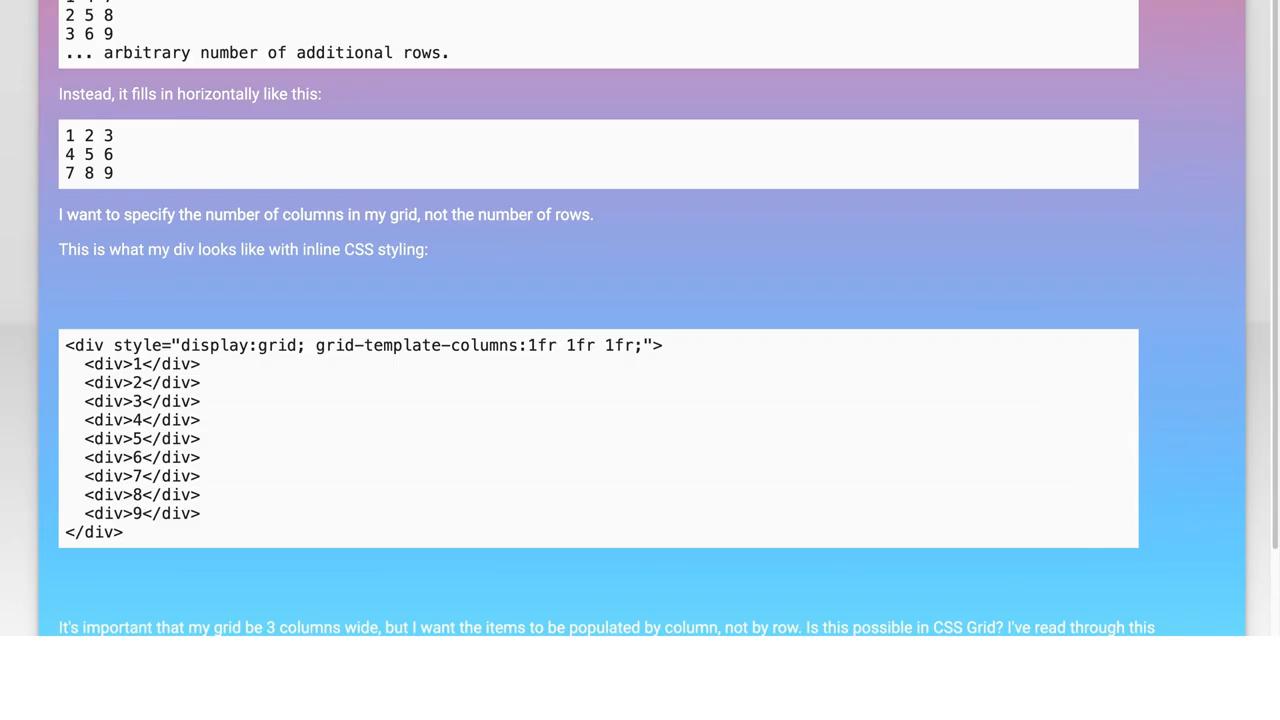 2 5 8
3 6 9
... arbitrary number of additional rows.
Instead, it fills in horizontally like this:
1 2 3
4 5 6
7 8 9
I want to specify the number of columns in my grid, not the number of rows.
This is what my div looks like with inline CSS styling:
<div style="display:grid; grid-template-columns:1fr 1fr 1fr;">
<div>1</div>
<div>2</div>
<div>3</div>
<div>4</div>
<div>5</div>
<div>6</div>
<div>7</div>
<div>8</div>
<div>9</div>
</div>
It's important that my grid be 3 columns wide, but I want the items to be populated by column, not by row. Is this possible in CSS Grid? I've read through this